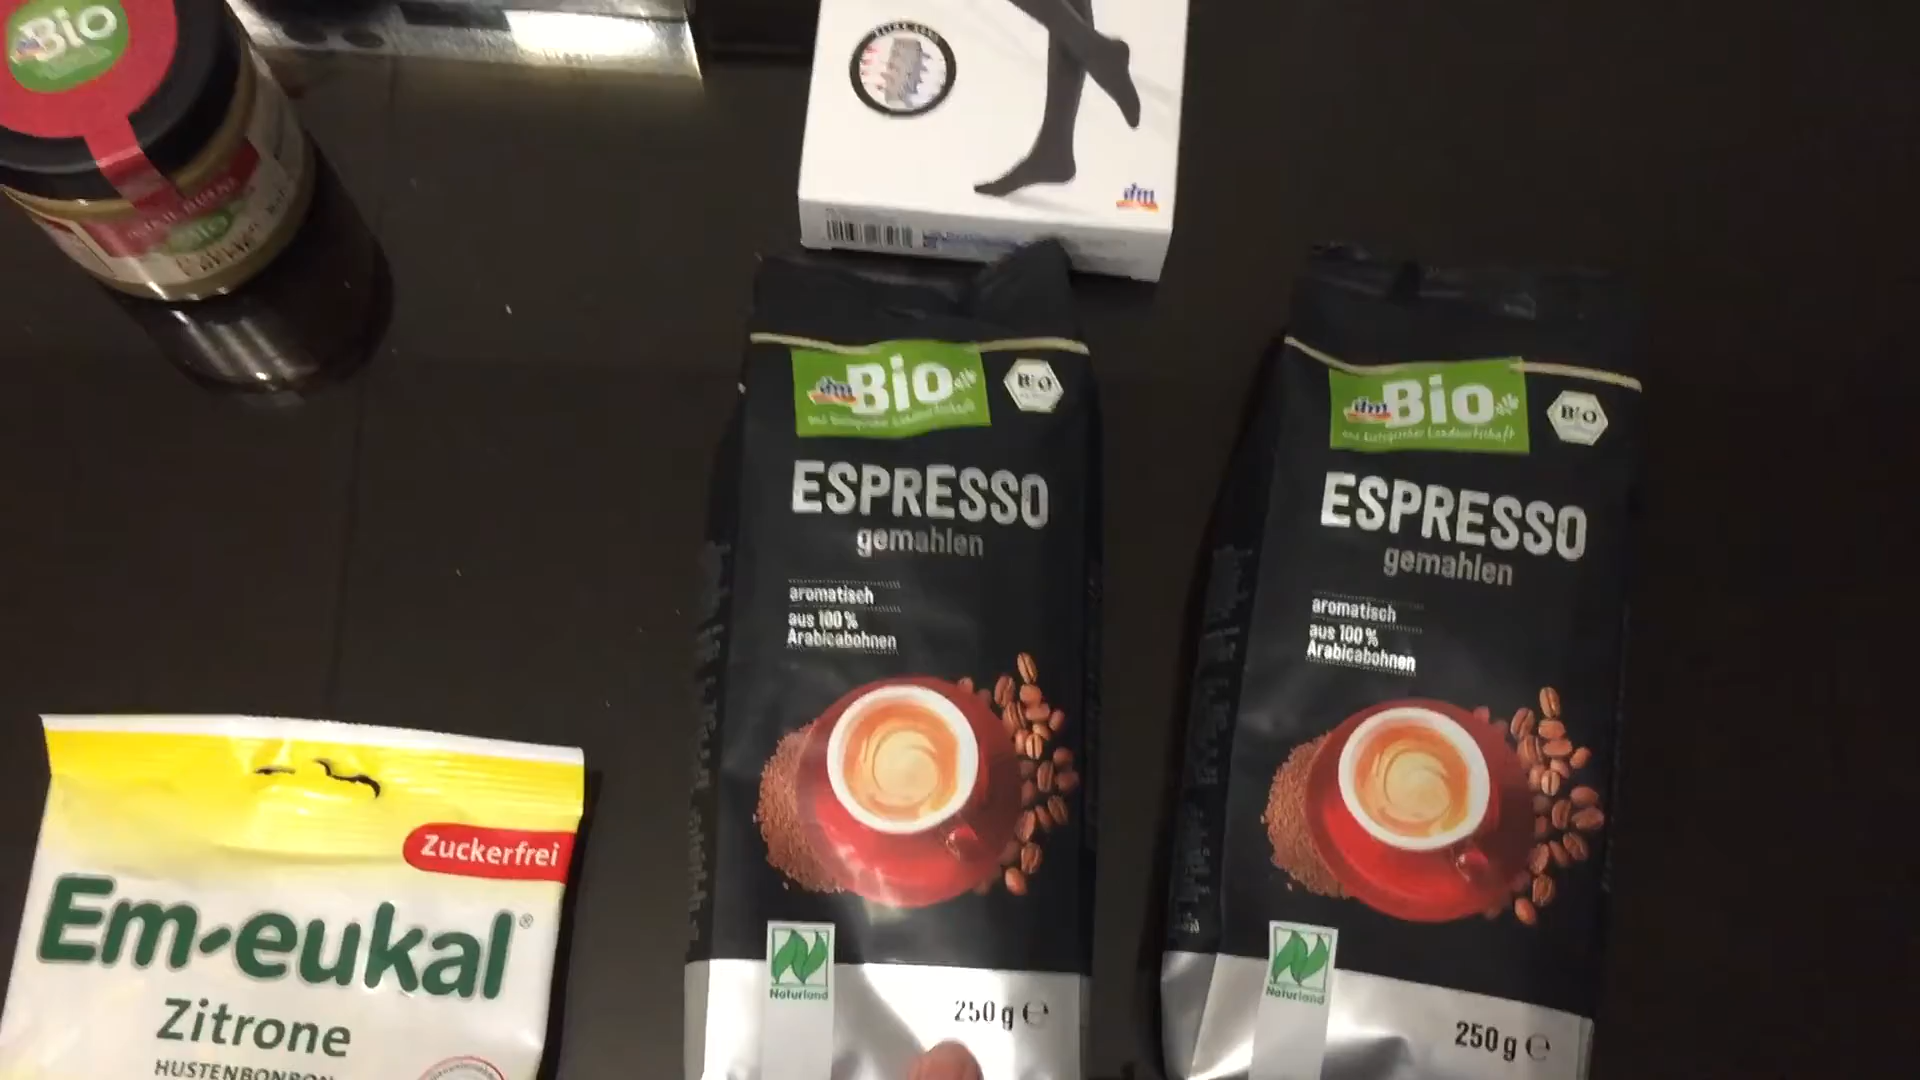 Bio
dm
dmBio
BIO
ESPRESSO
gemahlen
aromatisch
aus 100 %
Arabicabohnen
Naturland
250 g ℮
dmBio
BIO
ESPRESSO
gemahlen
aromatisch
aus 100 %
Arabicabohnen
Naturland
250 g ℮
Zuckerfrei
Em-eukal®
Zitrone
HUSTENBONBON